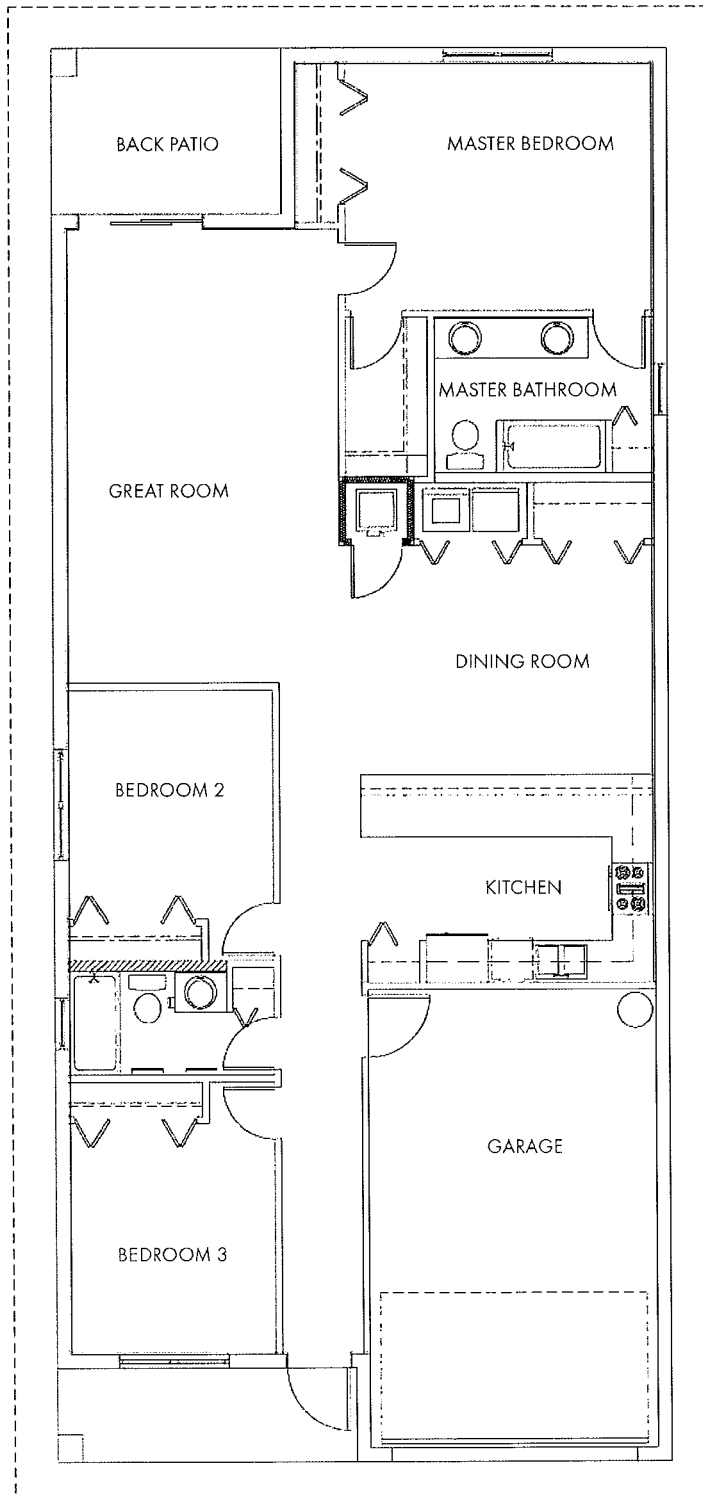 BACK PATIO
MASTER BEDROOM
MASTER BATHROOM
GREAT ROOM
DINING ROOM
BEDROOM 2
KITCHEN
GARAGE
BEDROOM 3